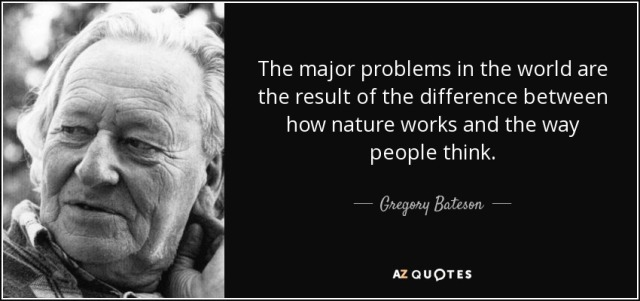 The major problems in the world are
the result of the difference between
how nature works and the way
people think.
Gregory Bateson
AZ QUOTES